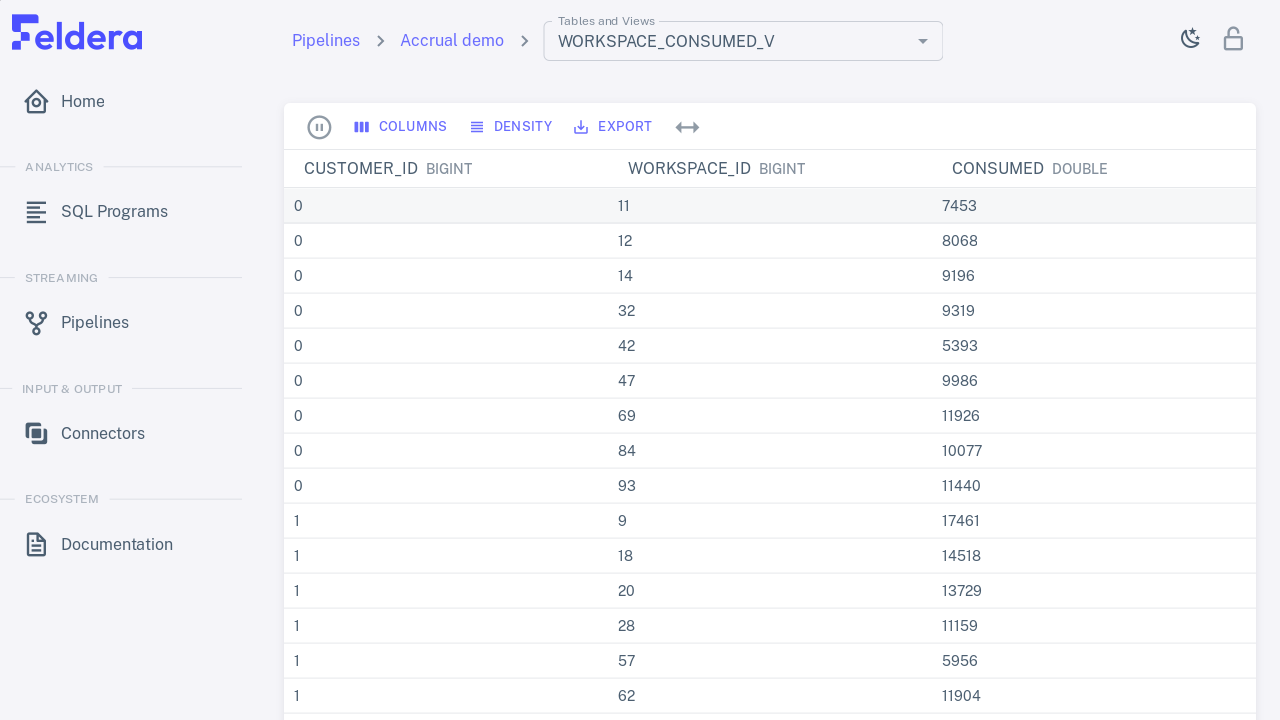 Feldera
Pipelines > Accrual demo > Tables and Views
WORKSPACE_CONSUMED_V
Home
ANALYTICS
SQL Programs
STREAMING
Pipelines
INPUT & OUTPUT
Connectors
ECOSYSTEM
Documentation
COLUMNS DENSITY EXPORT
CUSTOMER_ID BIGINT WORKSPACE_ID BIGINT CONSUMED DOUBLE
0 11 7453
0 12 8068
0 14 9196
0 32 9319
0 42 5393
0 47 9986
0 69 11926
0 84 10077
0 93 11440
1 9 17461
1 18 14518
1 20 13729
1 28 11159
1 57 5956
1 62 11904